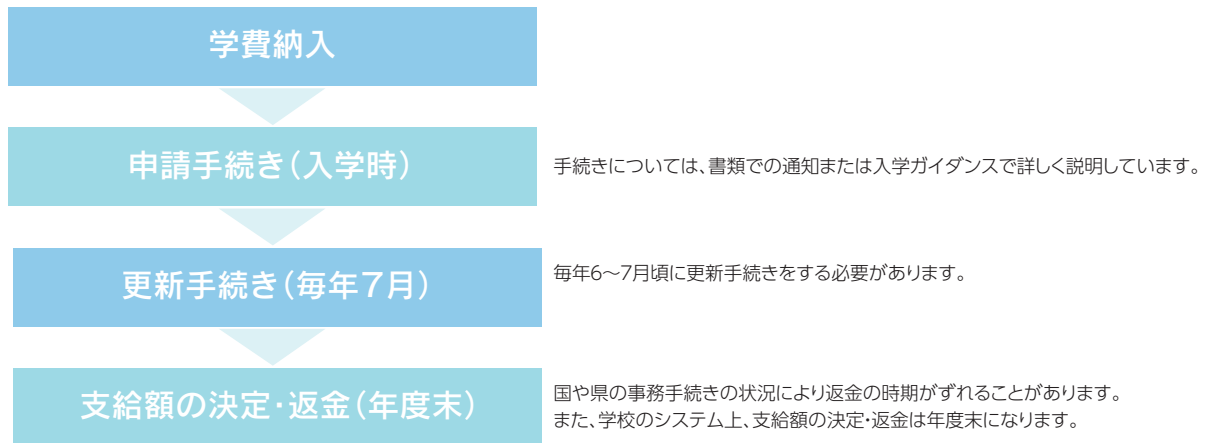 学費納入
申請手続き(入学時)
手続きについては、書類での通知または入学ガイダンスで詳しく説明しています。
更新手続き(毎年7月)
毎年6〜7月頃に更新手続きをする必要があります。
支給額の決定・返金(年度末)
国や県の事務手続きの状況により返金の時期がずれることがあります。
また、学校のシステム上、支給額の決定・返金は年度末になります。